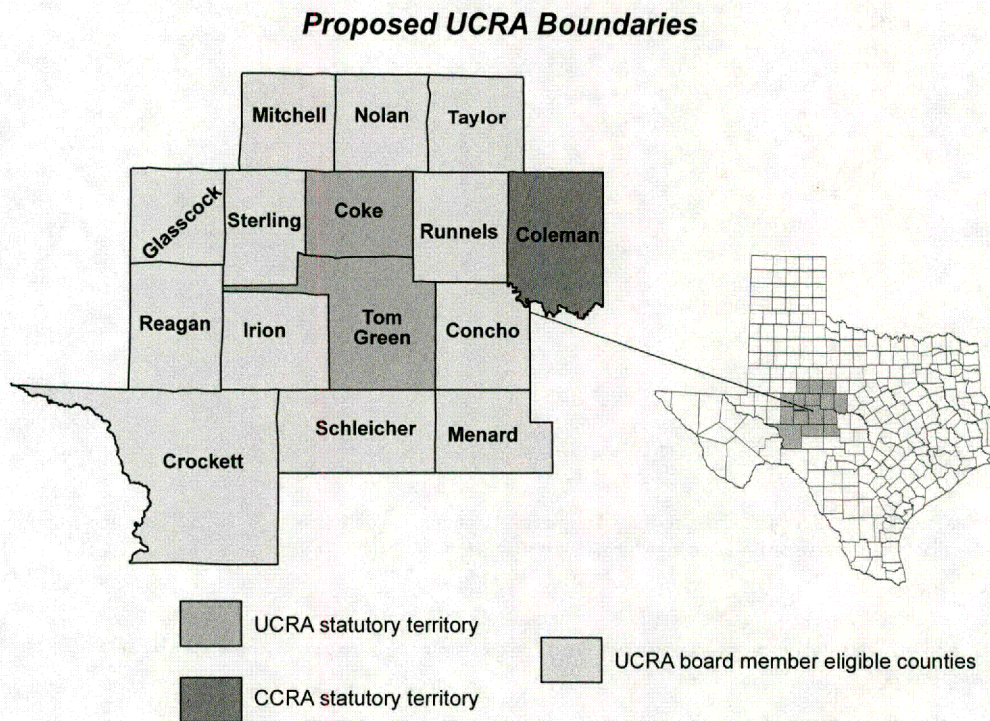 Proposed UCRA Boundaries
Mitchell
Nolan
Taylor
Glasscock
Sterling
Coke
Runnels
Coleman
Reagan
Irion
Tom
Green
Concho
Crockett
Schleicher
Menard
UCRA statutory territory
CCRA statutory territory
UCRA board member eligible counties